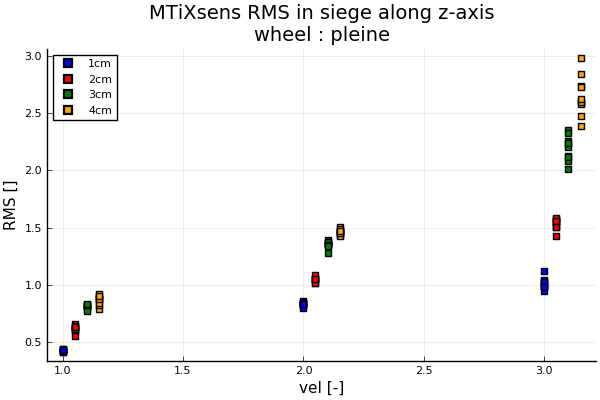 MTiXsens RMS in siege along z-axis
wheel : pleine
1cm
2cm
3cm
4cm
RMS []
3.0
2.5
2.0
1.5
1.0
0.5
1.0
1.5
2.0
2.5
3.0
vel [-]